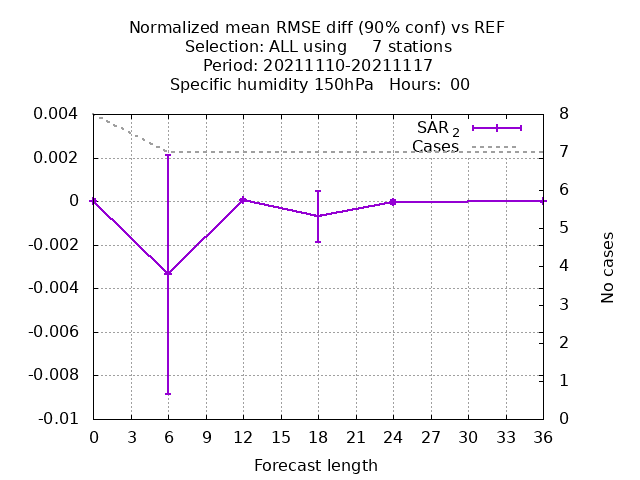 Normalized mean RMSE diff (90% conf) vs REF
Selection: ALL using 7 stations
Period: 20211110-20211117
Specific humidity 150hPa Hours: 00
0.004
0.002
0
-0.002
-0.004
-0.006
-0.008
-0.01
SAR 2
Cases
8
7
6
5
4
3
2
1
0
No cases
0 3 6 9 12 15 18 21 24 27 30 33 36
Forecast length